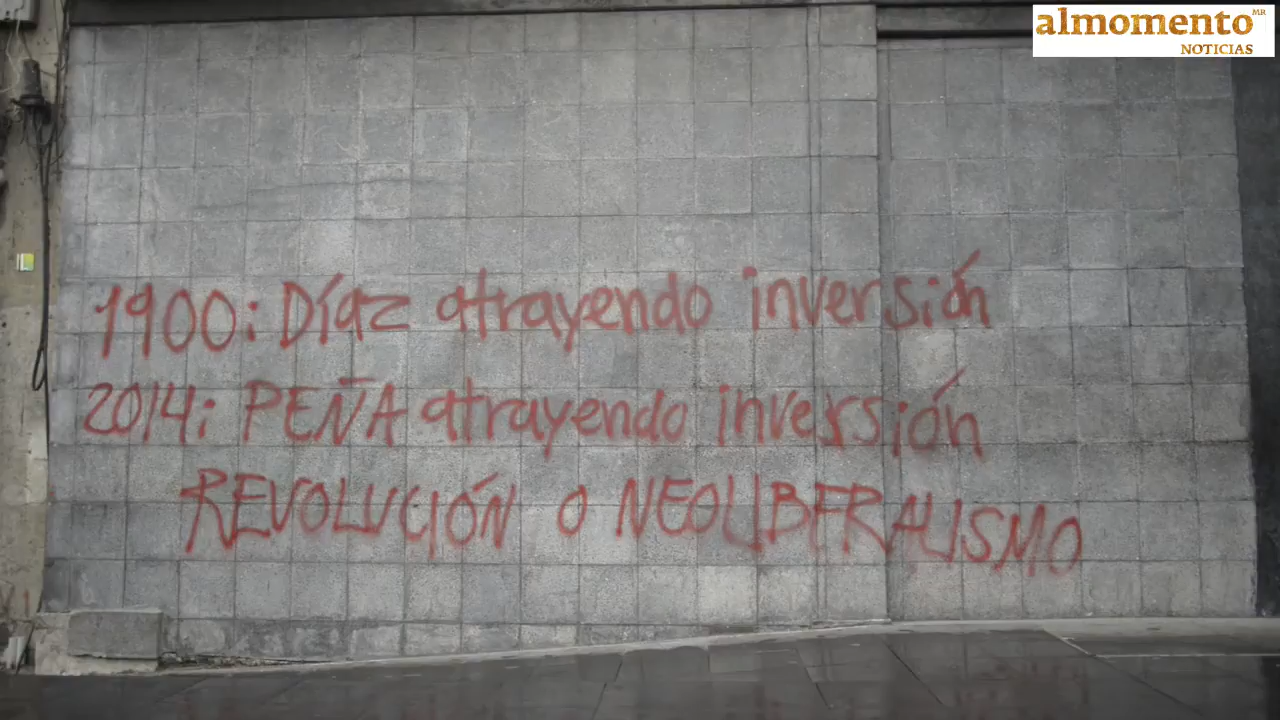 almomento MR
NOTICIAS
1900: Díaz atrayendo inversión
2014: PEÑA atrayendo inversión
REVOLUCIÓN O NEOLIBERALISMO